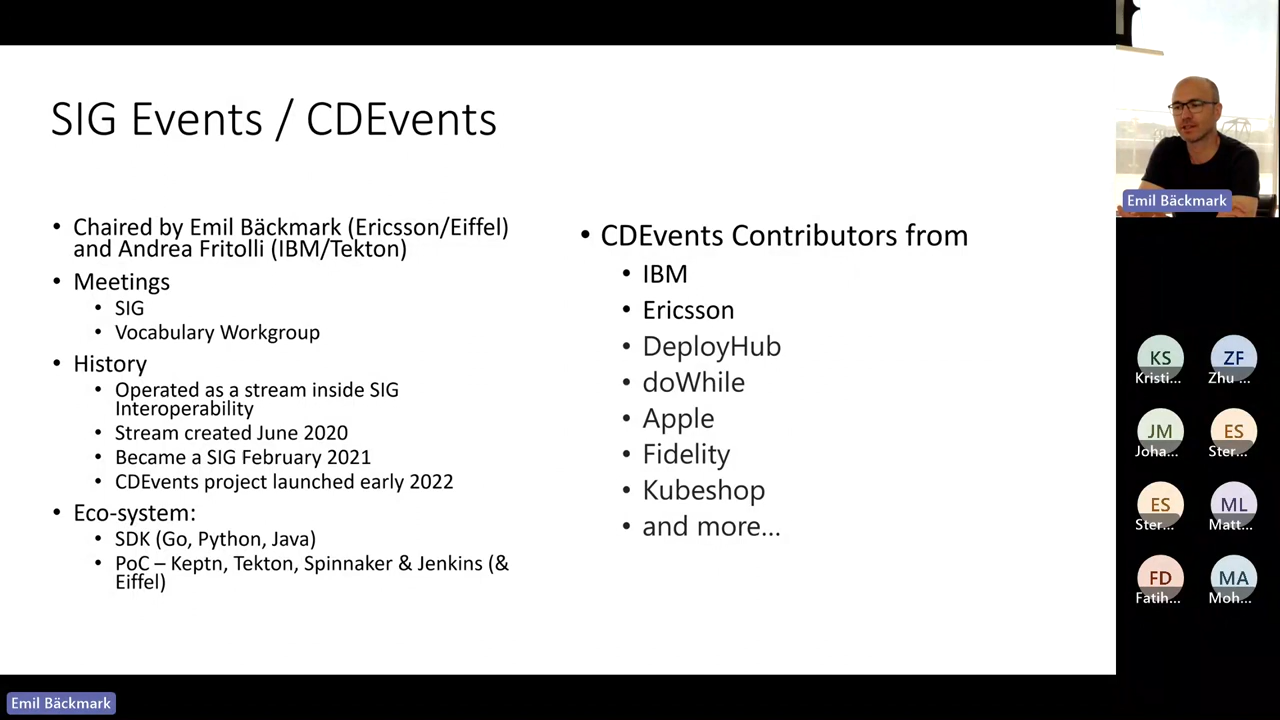 SIG Events / CDEvents
• Chaired by Emil Bäckmark (Ericsson/Eiffel)
and Andrea Fritolli (IBM/Tekton)
• Meetings
• SIG
• Vocabulary Workgroup
• History
• Operated as a stream inside SIG
Interoperability
• Stream created June 2020
• Became a SIG February 2021
• CDEvents project launched early 2022
• Eco-system:
• SDK (Go, Python, Java)
• PoC – Keptn, Tekton, Spinnaker & Jenkins (&
Eiffel)
• CDEvents Contributors from
• IBM
• Ericsson
• DeployHub
• doWhile
• Apple
• Fidelity
• Kubeshop
• and more...
Emil Bäckmark
KS
Kristi...
ZF
Zhu ...
JM
Joha...
ES
Ster...
ES
Ster...
ML
Matt...
FD
Fatih...
MA
Moh...
Emil Bäckmark